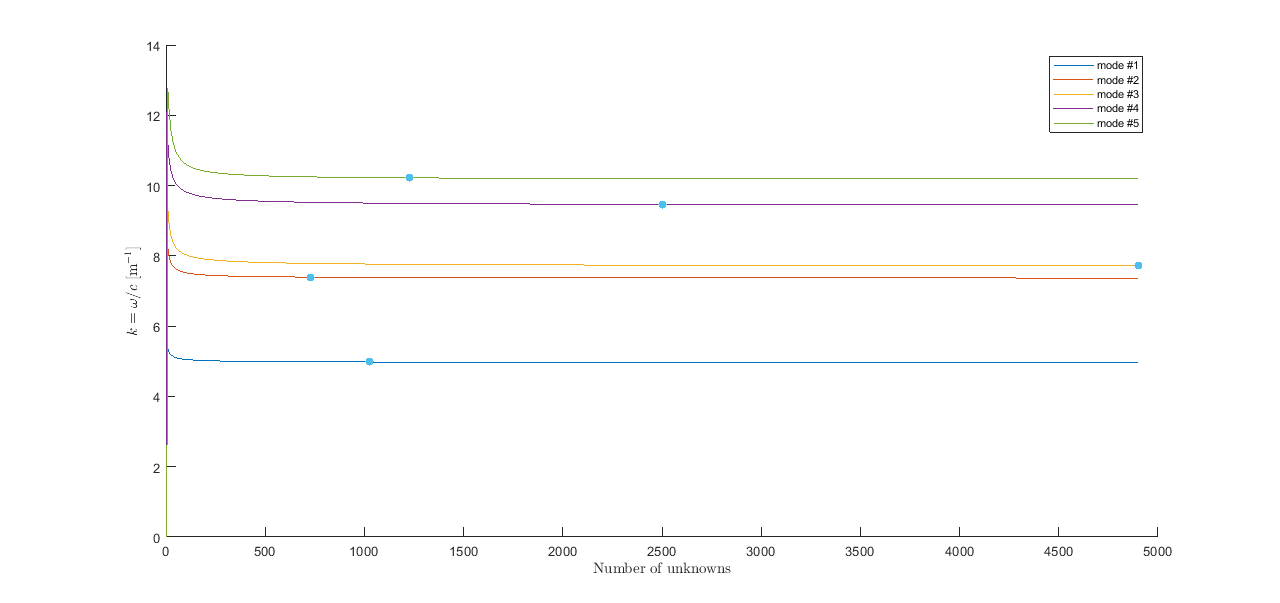 14
12
10
8
6
4
2
0
k = ω/c [m⁻¹]
mode #1
mode #2
mode #3
mode #4
mode #5
0 500 1000 1500 2000 2500 3000 3500 4000 4500 5000
Number of unknowns